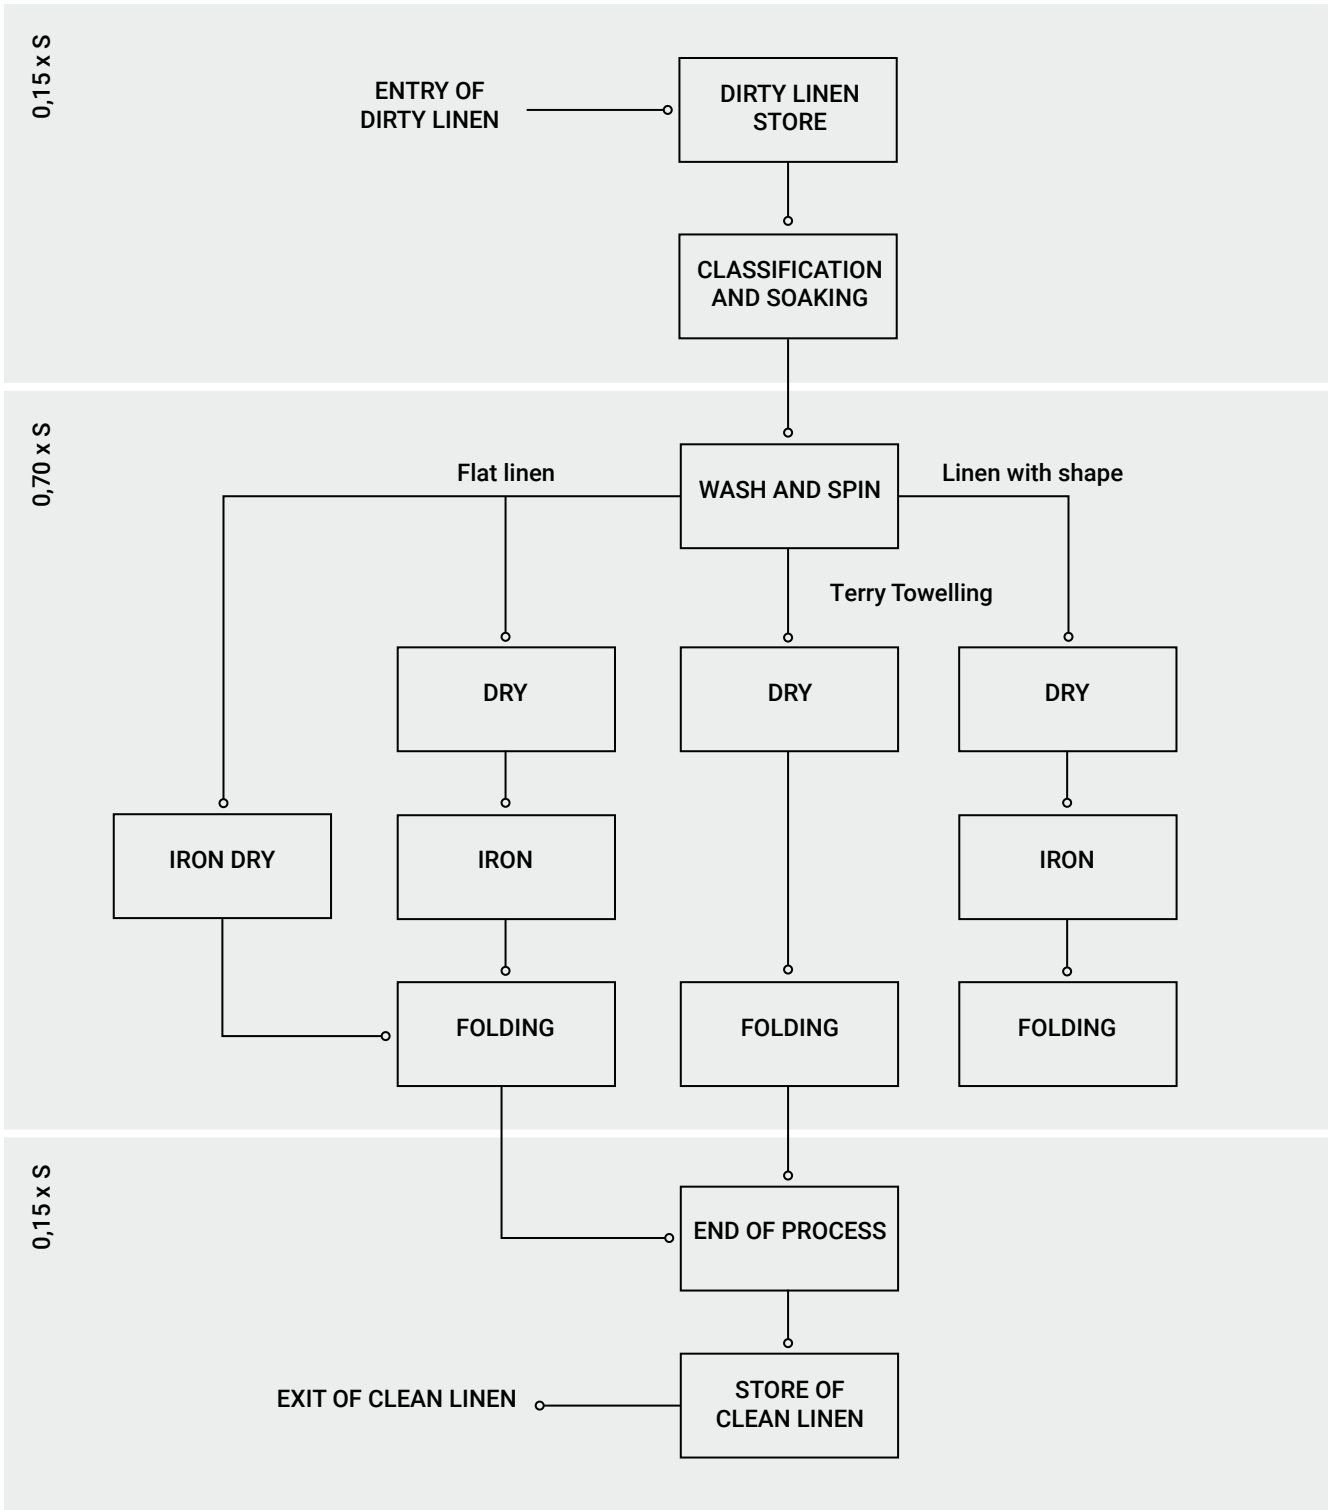 0,15 x S
ENTRY OF
DIRTY LINEN
DIRTY LINEN
STORE
CLASSIFICATION
AND SOAKING
0,70 x S
Flat linen
WASH AND SPIN
Linen with shape
Terry Towelling
DRY
DRY
DRY
IRON DRY
IRON
IRON
FOLDING
FOLDING
FOLDING
0,15 x S
END OF PROCESS
EXIT OF CLEAN LINEN
STORE OF
CLEAN LINEN